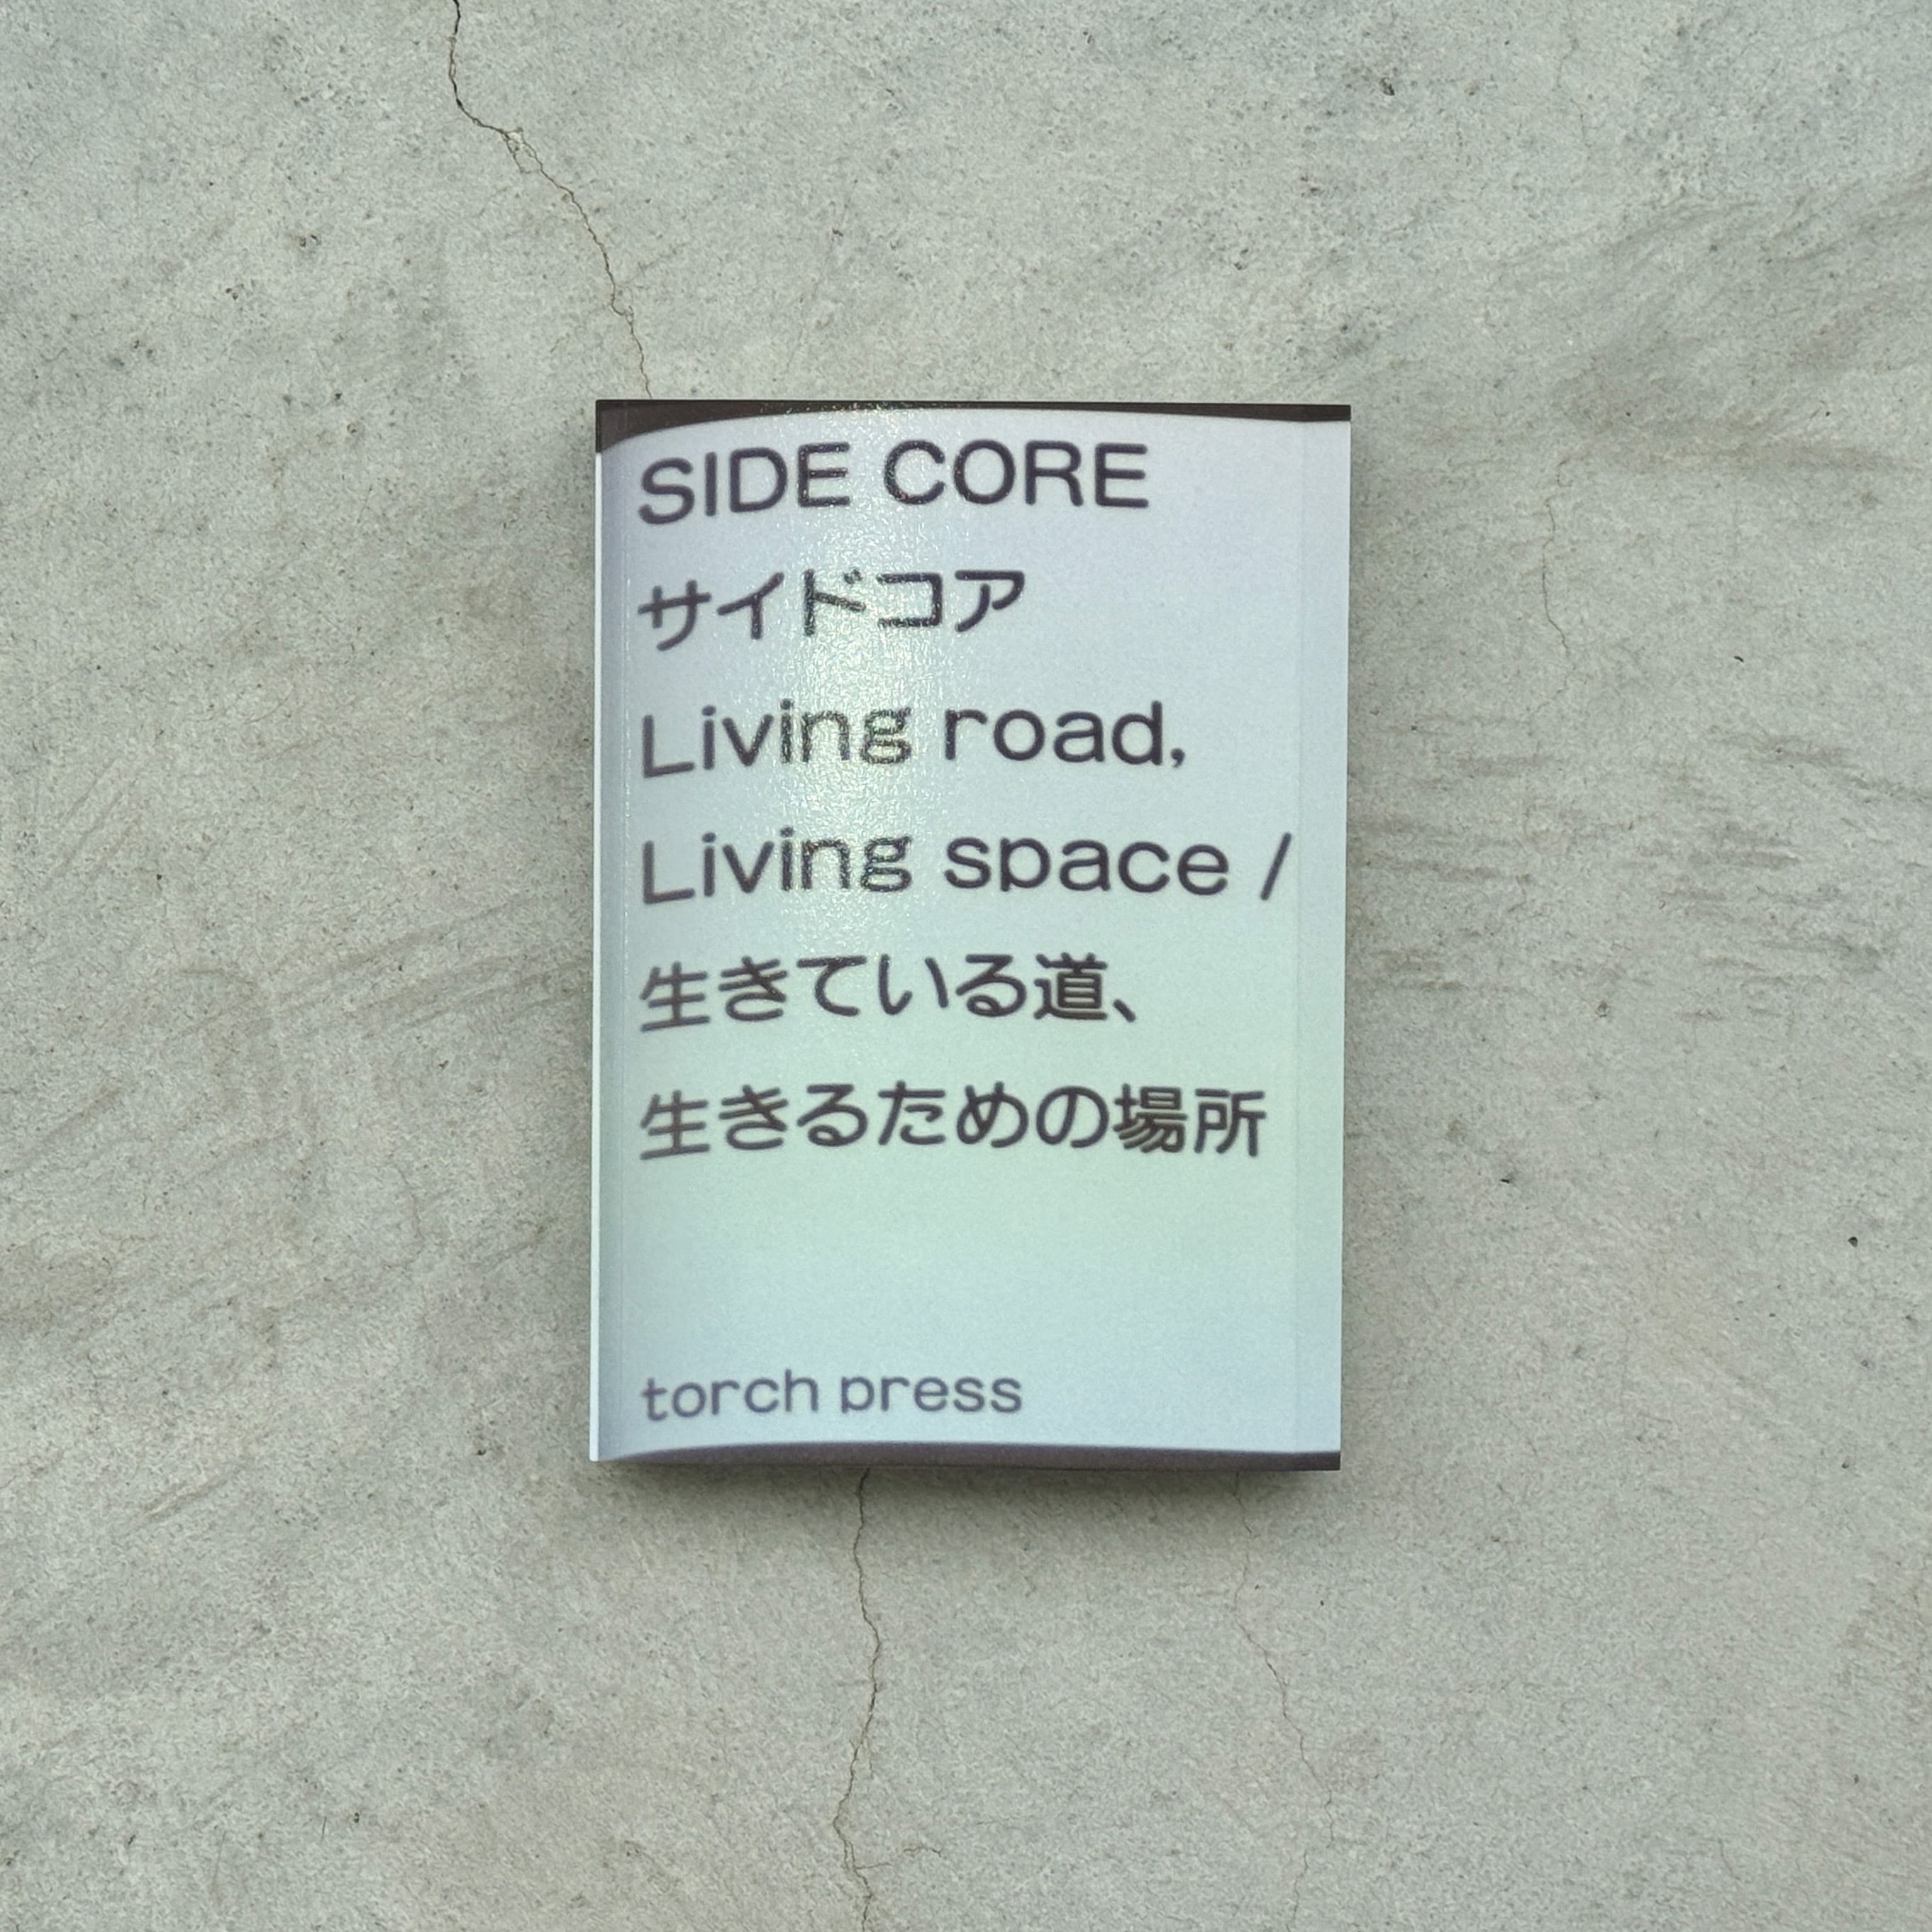 SIDE CORE
サイドコア
Living road,
Living space /
生きている道、
生きるための場所
torch press